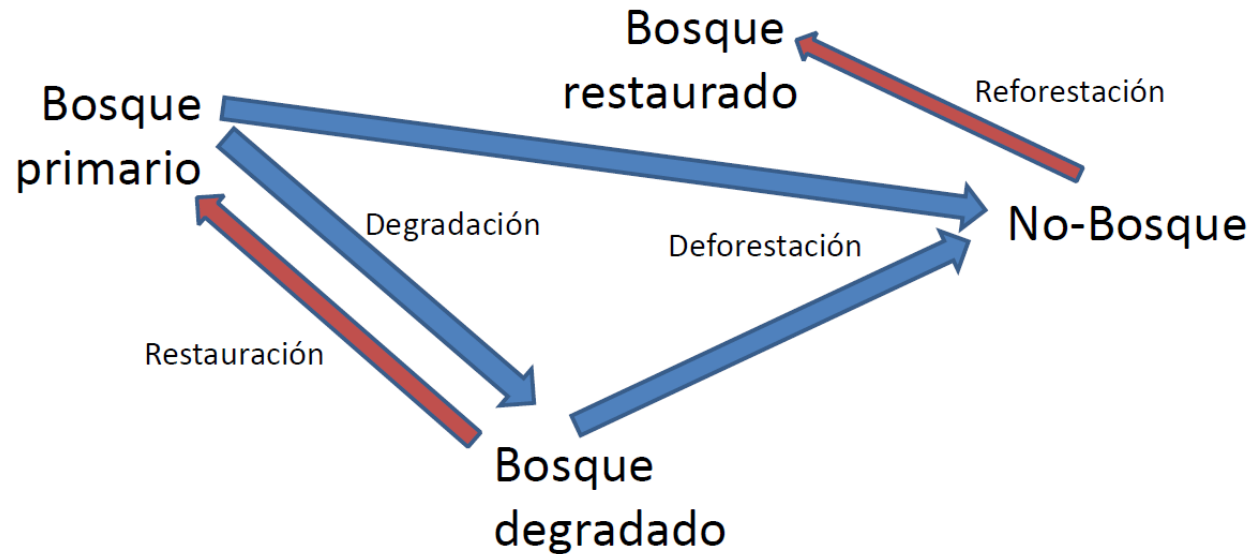 Bosque
restaurado
Reforestación
Bosque
primario
Degradación
Deforestación
No-Bosque
Restauración
Bosque
degradado